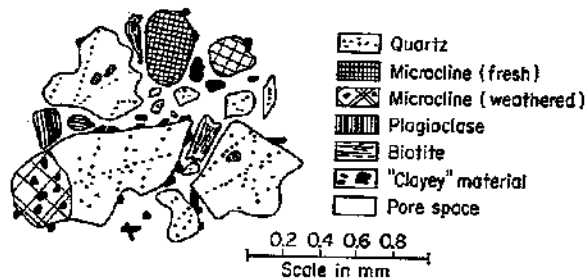 Quartz
Microcline (fresh)
Microcline (weathered)
Plagioclase
Biotite
"Clayey" material
Pore space
0.2 0.4 0.6 0.8
Scale in mm